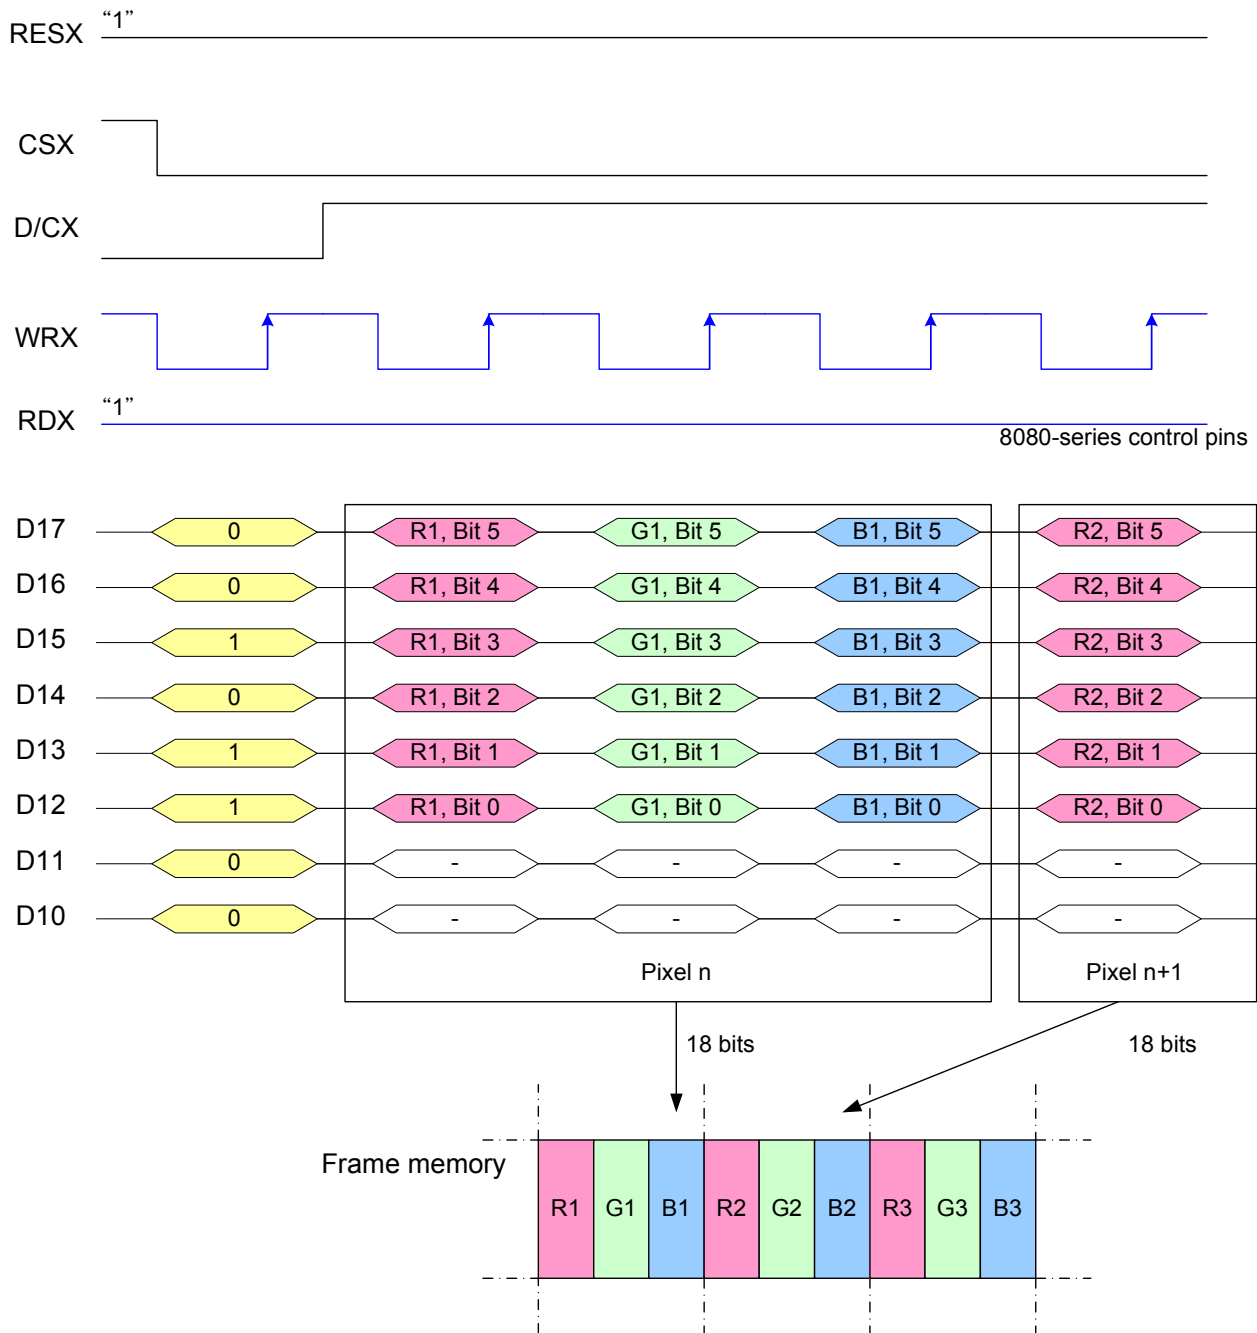 RESX “1”
CSX
D/CX
WRX
RDX “1”
8080-series control pins
D17 0 R1, Bit 5 G1, Bit 5 B1, Bit 5 R2, Bit 5
D16 0 R1, Bit 4 G1, Bit 4 B1, Bit 4 R2, Bit 4
D15 1 R1, Bit 3 G1, Bit 3 B1, Bit 3 R2, Bit 3
D14 0 R1, Bit 2 G1, Bit 2 B1, Bit 2 R2, Bit 2
D13 1 R1, Bit 1 G1, Bit 1 B1, Bit 1 R2, Bit 1
D12 1 R1, Bit 0 G1, Bit 0 B1, Bit 0 R2, Bit 0
D11 0 - - - -
D10 0 - - - -
Pixel n Pixel n+1
18 bits 18 bits
Frame memory
R1 G1 B1 R2 G2 B2 R3 G3 B3